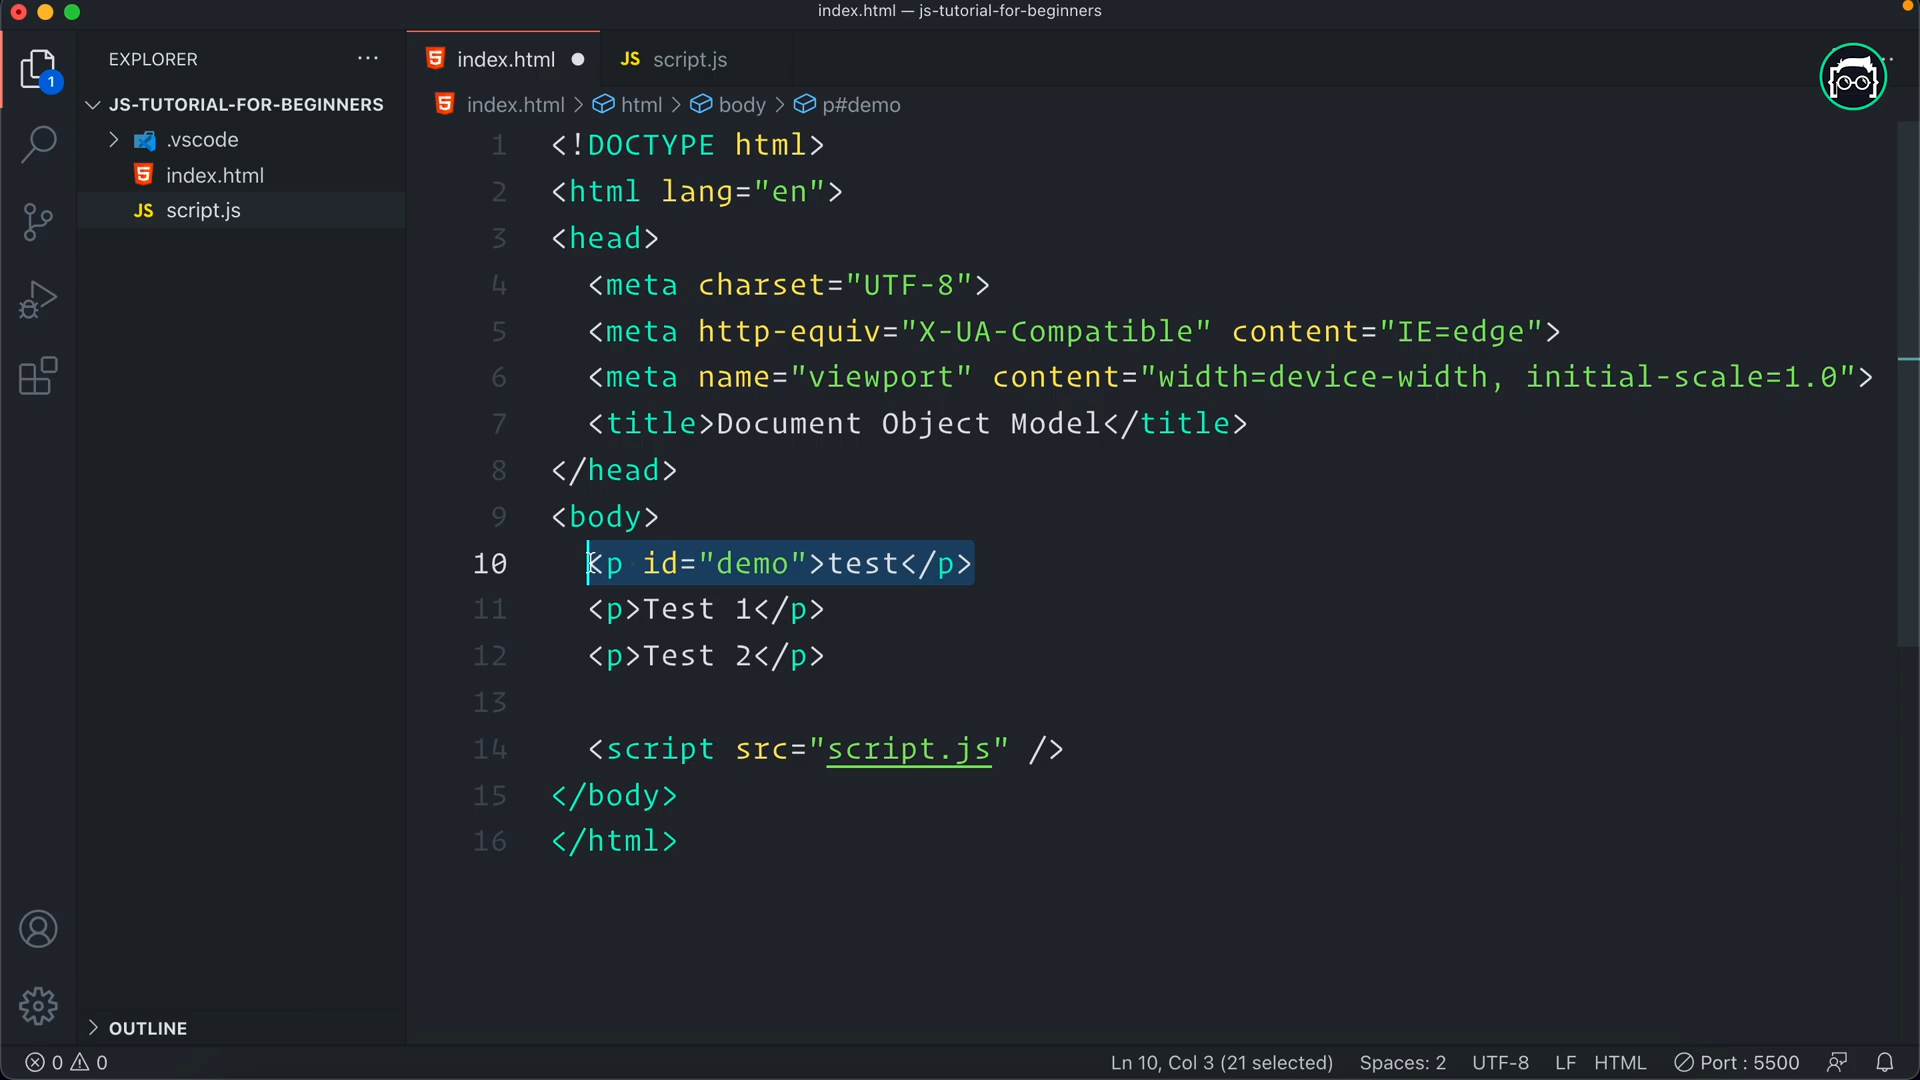 index.html — js-tutorial-for-beginners
EXPLORER
index.html
JS script.js
1
JS-TUTORIAL-FOR-BEGINNERS
index.html > html > body > p#demo
.vscode
index.html
JS script.js
1 <!DOCTYPE html>
2 <html lang="en">
3 <head>
4 <meta charset="UTF-8">
5 <meta http-equiv="X-UA-Compatible" content="IE=edge">
6 <meta name="viewport" content="width=device-width, initial-scale=1.0">
7 <title>Document Object Model</title>
8 </head>
9 <body>
10 <p id="demo">test</p>
11 <p>Test 1</p>
12 <p>Test 2</p>
13
14 <script src="script.js" />
15 </body>
16 </html>
OUTLINE
0 0
Ln 10, Col 3 (21 selected) Spaces: 2 UTF-8 LF HTML Port : 5500